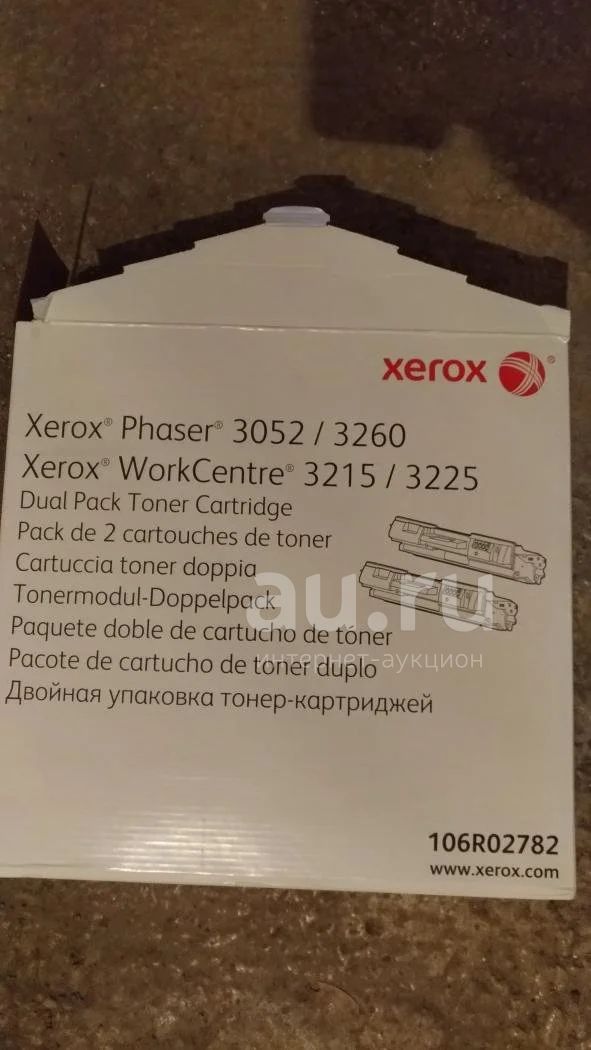 xerox®
Xerox® Phaser® 3052 / 3260
Xerox® WorkCentre® 3215 / 3225
Dual Pack Toner Cartridge
Pack de 2 cartouches de toner
Cartuccia toner doppia
Tonermodul-Doppelpack
Paquete doble de cartucho de tóner
Pacote de cartucho de toner duplo
Двойная упаковка тонер-картриджей
au.ru
интернет-аукцион
106R02782
www.xerox.com